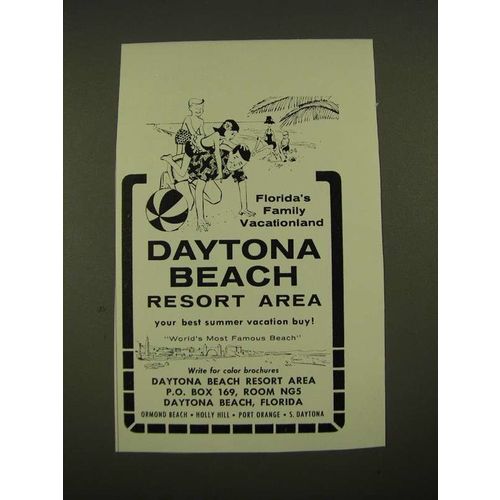 Florida's
Family
Vacationland
DAYTONA
BEACH
RESORT AREA
your best summer vacation buy!
"World's Most Famous Beach"
Write for color brochures
DAYTONA BEACH RESORT AREA
P.O. BOX 169, ROOM NG5
DAYTONA BEACH, FLORIDA
ORMOND BEACH • HOLLY HILL • PORT ORANGE • S. DAYTONA